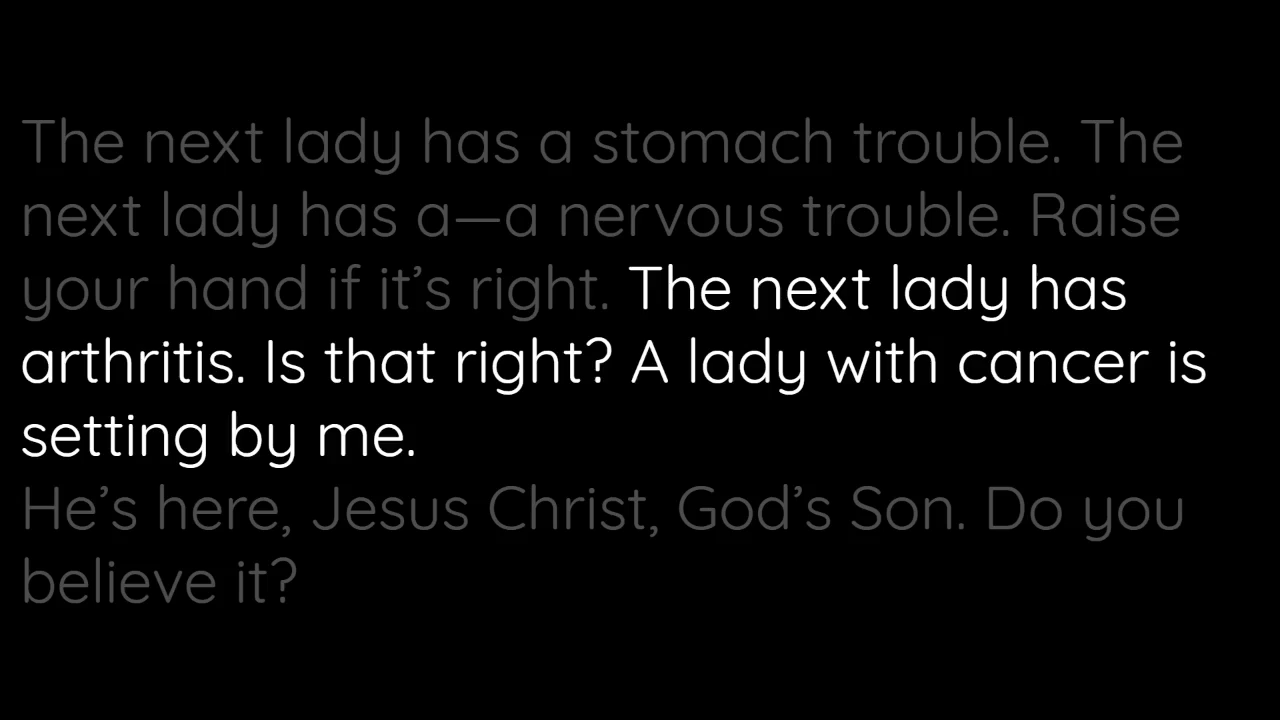 The next lady has a stomach trouble. The
next lady has a—a nervous trouble. Raise
your hand if it’s right. The next lady has
arthritis. Is that right? A lady with cancer is
setting by me.
He’s here, Jesus Christ, God’s Son. Do you
believe it?